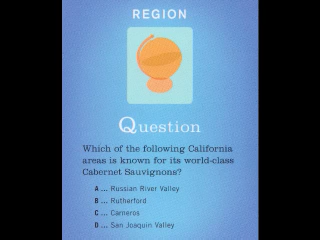 REGION
Question
Which of the following California
areas is known for its world-class
Cabernet Sauvignons?
A ... Russian River Valley
B ... Rutherford
C ... Carneros
D ... San Joaquin Valley